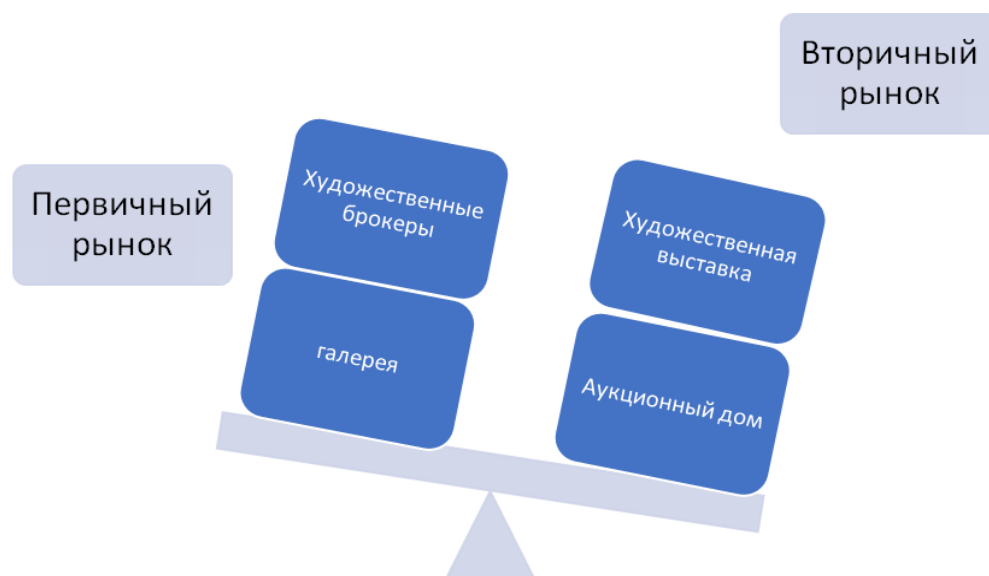 Первичный
рынок
Художественные
брокеры
галерея
Вторичный
рынок
Художественная
выставка
Аукционный дом